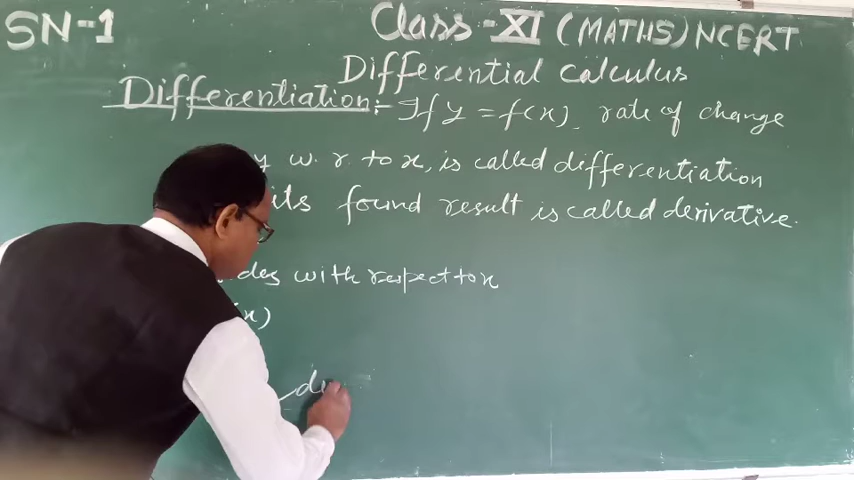 SN-1
Class-XI (MATHS) NCERT
Differential calculus
Differentiation:- If y = f(x), rate of change
y w.r.to x, is called differentiation
its found result is called derivative.
with respect to x
x)